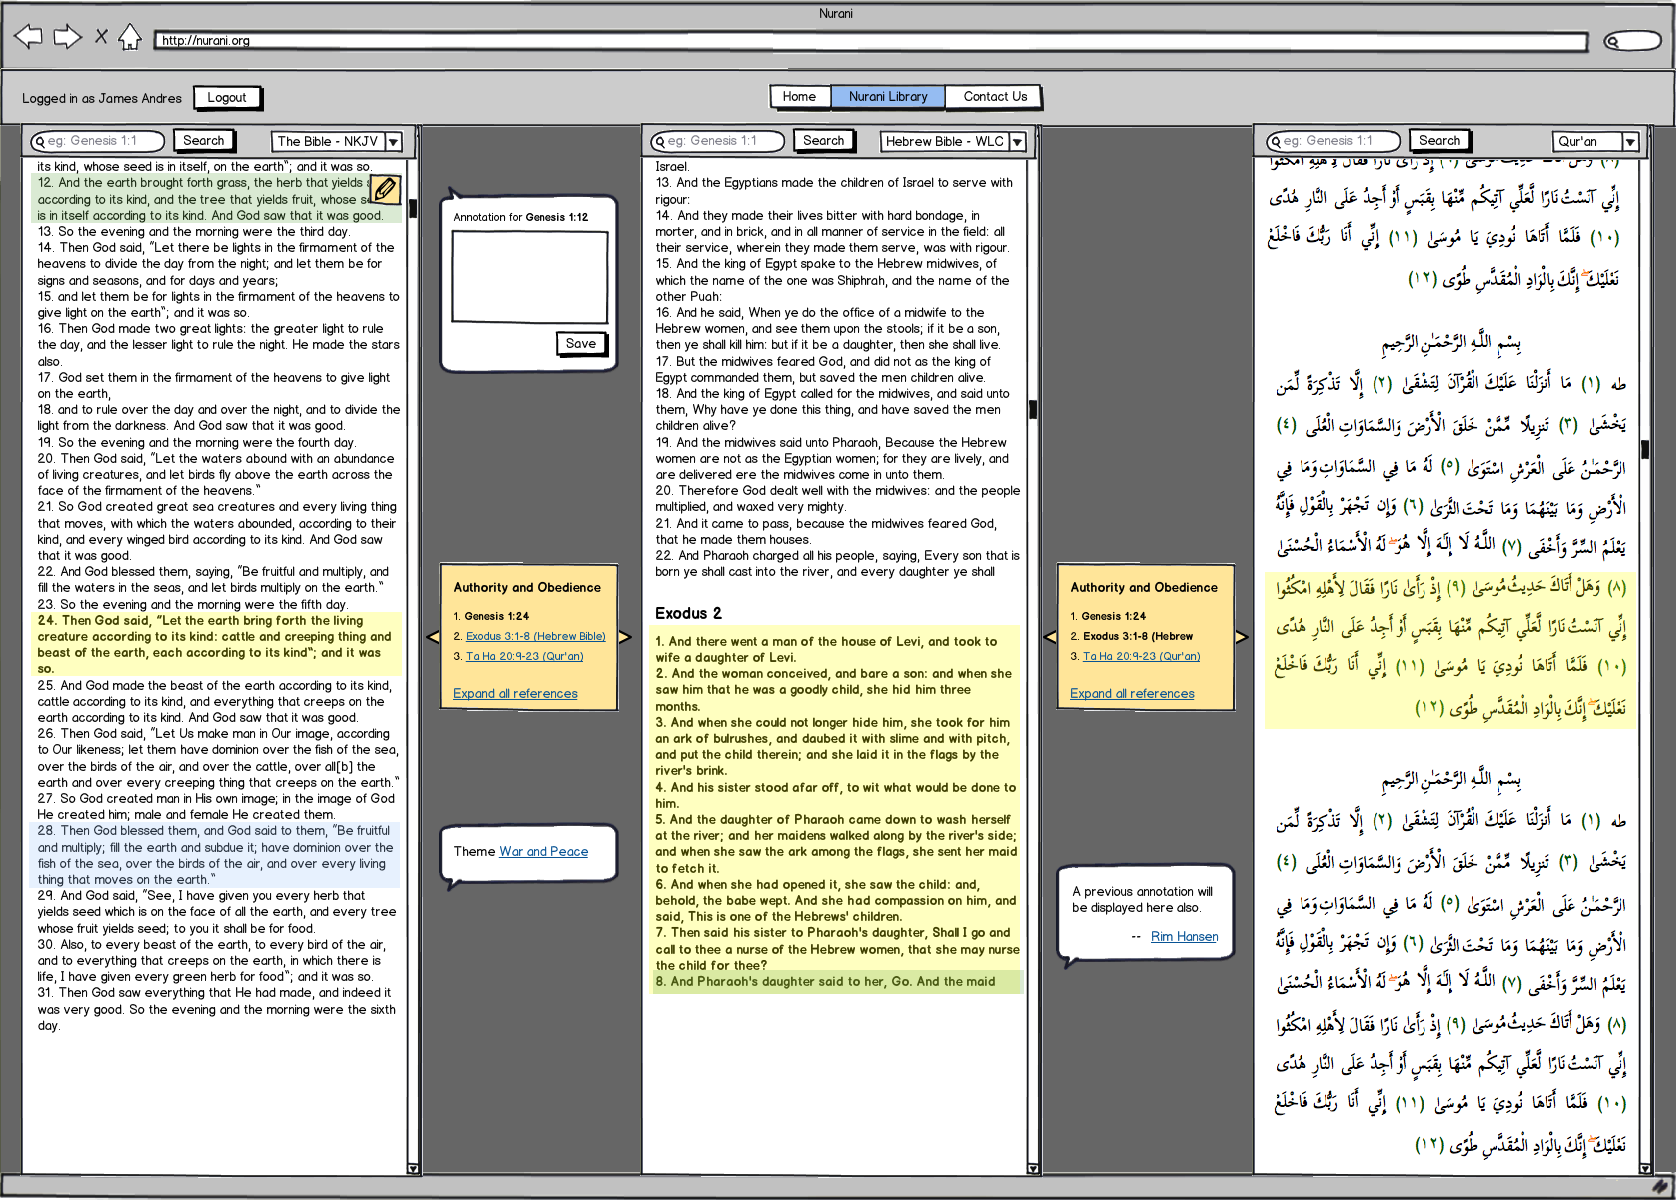 Nurani
http://nurani.org
Logged in as James Andres
Logout
Home
Nurani Library
Contact Us
eg: Genesis 1:1
Search
The Bible - NKJV
its kind, whose seed is in itself, on the earth"; and it was so.
12. And the earth brought forth grass, the herb that yields
according to its kind, and the tree that yields fruit, whose
is in itself according to its kind. And God saw that it was good.
13. So the evening and the morning were the third day.
14. Then God said, "Let there be lights in the firmament of the
heavens to divide the day from the night; and let them be for
signs and seasons, and for days and years;
15. and let them be for lights in the firmament of the heavens to
give light on the earth"; and it was so.
16. Then God made two great lights: the greater light to rule
the day, and the lesser light to rule the night. He made the stars
also.
17. God set them in the firmament of the heavens to give light
on the earth,
18. and to rule over the day and over the night, and to divide the
light from the darkness. And God saw that it was good.
19. So the evening and the morning were the fourth day.
20. Then God said, "Let the waters abound with an abundance
of living creatures, and let birds fly above the earth across the
face of the firmament of the heavens."
21. So God created great sea creatures and every living thing
that moves, with which the waters abounded, according to their
kind, and every winged bird according to its kind. And God saw
that it was good.
22. And God blessed them, saying, "Be fruitful and multiply, and
fill the waters in the seas, and let birds multiply on the earth."
23. So the evening and the morning were the fifth day.
24. Then God said, "Let the earth bring forth the living
creature according to its kind: cattle and creeping thing and
beast of the earth, each according to its kind"; and it was
so.
25. And God made the beast of the earth according to its kind,
cattle according to its kind, and everything that creeps on the
earth according to its kind. And God saw that it was good.
26. Then God said, "Let Us make man in Our image, according
to Our likeness; let them have dominion over the fish of the sea,
over the birds of the air, and over the cattle, over all[b] the
earth and over every creeping thing that creeps on the earth."
27. So God created man in His own image; in the image of God
He created him; male and female He created them.
28. Then God blessed them, and God said to them, "Be fruitful
and multiply; fill the earth and subdue it; have dominion over the
fish of the sea, over the birds of the air, and over every living
thing that moves on the earth."
29. And God said, "See, I have given you every herb that
yields seed which is on the face of all the earth, and every tree
whose fruit yields seed; to you it shall be for food.
30. Also, to every beast of the earth, to every bird of the air,
and to everything that creeps on the earth, in which there is
life, I have given every green herb for food"; and it was so.
31. Then God saw everything that He had made, and indeed it
was very good. So the evening and the morning were the sixth
day.
Annotation for Genesis 1:12
Save
Authority and Obedience
1. Genesis 1:24
2. Exodus 3:1-8 (Hebrew Bible)
3. Ta Ha 20:9-23 (Qur'an)
Expand all references
Theme War and Peace
eg: Genesis 1:1
Search
Hebrew Bible - WLC
Israel.
13. And the Egyptians made the children of Israel to serve with
rigour:
14. And they made their lives bitter with hard bondage, in
morter, and in brick, and in all manner of service in the field: all
their service, wherein they made them serve, was with rigour.
15. And the king of Egypt spake to the Hebrew midwives, of
which the name of the one was Shiphrah, and the name of the
other Puah:
16. And he said, When ye do the office of a midwife to the
Hebrew women, and see them upon the stools; if it be a son,
then ye shall kill him: but if it be a daughter, then she shall live.
17. But the midwives feared God, and did not as the king of
Egypt commanded them, but saved the men children alive.
18. And the king of Egypt called for the midwives, and said unto
them, Why have ye done this thing, and have saved the men
children alive?
19. And the midwives said unto Pharaoh, Because the Hebrew
women are not as the Egyptian women; for they are lively, and
are delivered ere the midwives come in unto them.
20. Therefore God dealt well with the midwives: and the people
multiplied, and waxed very mighty.
21. And it came to pass, because the midwives feared God,
that he made them houses.
22. And Pharaoh charged all his people, saying, Every son that is
born ye shall cast into the river, and every daughter ye shall
Exodus 2
1. And there went a man of the house of Levi, and took to
wife a daughter of Levi.
2. And the woman conceived, and bare a son: and when she
saw him that he was a goodly child, she hid him three
months.
3. And when she could not longer hide him, she took for him
an ark of bulrushes, and daubed it with slime and with pitch,
and put the child therein; and she laid it in the flags by the
river's brink.
4. And his sister stood afar off, to wit what would be done to
him.
5. And the daughter of Pharaoh came down to wash herself
at the river; and her maidens walked along by the river's side;
and when she saw the ark among the flags, she sent her maid
to fetch it.
6. And when she had opened it, she saw the child: and,
behold, the babe wept. And she had compassion on him, and
said, This is one of the Hebrews' children.
7. Then said his sister to Pharaoh's daughter, Shall I go and
call to thee a nurse of the Hebrew women, that she may nurse
the child for thee?
8. And Pharaoh's daughter said to her, Go. And the maid
Authority and Obedience
1. Genesis 1:24
2. Exodus 3:1-8 (Hebrew
3. Ta Ha 20:9-23 (Qur'an)
Expand all references
A previous annotation will
be displayed here also.
-- Rim Hansen
eg: Genesis 1:1
Search
Qur'an
إِنِّي آنَسْتُ نَارًا لَّعَلِّي آتِيكُم مِّنْهَا بِقَبَسٍ أَوْ أَجِدُ عَلَى النَّارِ هُدًى
(١٠) فَلَمَّا أَتَاهَا نُودِيَ يَا مُوسَىٰ (١١) إِنِّي أَنَا رَبُّكَ فَاخْلَعْ
نَعْلَيْكَ ۖ إِنَّكَ بِالْوَادِ الْمُقَدَّسِ طُوًى (١٢)
بِسْمِ اللَّهِ الرَّحْمَٰنِ الرَّحِيمِ
طه (١) مَا أَنزَلْنَا عَلَيْكَ الْقُرْآنَ لِتَشْقَىٰ (٢) إِلَّا تَذْكِرَةً لِّمَن
يَخْشَىٰ (٣) تَنزِيلًا مِّمَّنْ خَلَقَ الْأَرْضَ وَالسَّمَاوَاتِ الْعُلَى (٤)
الرَّحْمَٰنُ عَلَى الْعَرْشِ اسْتَوَىٰ (٥) لَهُ مَا فِي السَّمَاوَاتِ وَمَا فِي
الْأَرْضِ وَمَا بَيْنَهُمَا وَمَا تَحْتَ الثَّرَىٰ (٦) وَإِن تَجْهَرْ بِالْقَوْلِ فَإِنَّهُ
يَعْلَمُ السِّرَّ وَأَخْفَى (٧) اللَّهُ لَا إِلَٰهَ إِلَّا هُوَ ۖ لَهُ الْأَسْمَاءُ الْحُسْنَىٰ
(٨) وَهَلْ أَتَاكَ حَدِيثُ مُوسَىٰ (٩) إِذْ رَأَىٰ نَارًا فَقَالَ لِأَهْلِهِ امْكُثُوا
إِنِّي آنَسْتُ نَارًا لَّعَلِّي آتِيكُم مِّنْهَا بِقَبَسٍ أَوْ أَجِدُ عَلَى النَّارِ هُدًى
(١٠) فَلَمَّا أَتَاهَا نُودِيَ يَا مُوسَىٰ (١١) إِنِّي أَنَا رَبُّكَ فَاخْلَعْ
نَعْلَيْكَ ۖ إِنَّكَ بِالْوَادِ الْمُقَدَّسِ طُوًى (١٢)
بِسْمِ اللَّهِ الرَّحْمَٰنِ الرَّحِيمِ
طه (١) مَا أَنزَلْنَا عَلَيْكَ الْقُرْآنَ لِتَشْقَىٰ (٢) إِلَّا تَذْكِرَةً لِّمَن
يَخْشَىٰ (٣) تَنزِيلًا مِّمَّنْ خَلَقَ الْأَرْضَ وَالسَّمَاوَاتِ الْعُلَى (٤)
الرَّحْمَٰنُ عَلَى الْعَرْشِ اسْتَوَىٰ (٥) لَهُ مَا فِي السَّمَاوَاتِ وَمَا فِي
الْأَرْضِ وَمَا بَيْنَهُمَا وَمَا تَحْتَ الثَّرَىٰ (٦) وَإِن تَجْهَرْ بِالْقَوْلِ فَإِنَّهُ
يَعْلَمُ السِّرَّ وَأَخْفَى (٧) اللَّهُ لَا إِلَٰهَ إِلَّا هُوَ ۖ لَهُ الْأَسْمَاءُ الْحُسْنَىٰ
(٨) وَهَلْ أَتَاكَ حَدِيثُ مُوسَىٰ (٩) إِذْ رَأَىٰ نَارًا فَقَالَ لِأَهْلِهِ امْكُثُوا
إِنِّي آنَسْتُ نَارًا لَّعَلِّي آتِيكُم مِّنْهَا بِقَبَسٍ أَوْ أَجِدُ عَلَى النَّارِ هُدًى
(١٠) فَلَمَّا أَتَاهَا نُودِيَ يَا مُوسَىٰ (١١) إِنِّي أَنَا رَبُّكَ فَاخْلَعْ
نَعْلَيْكَ ۖ إِنَّكَ بِالْوَادِ الْمُقَدَّسِ طُوًى (١٢)